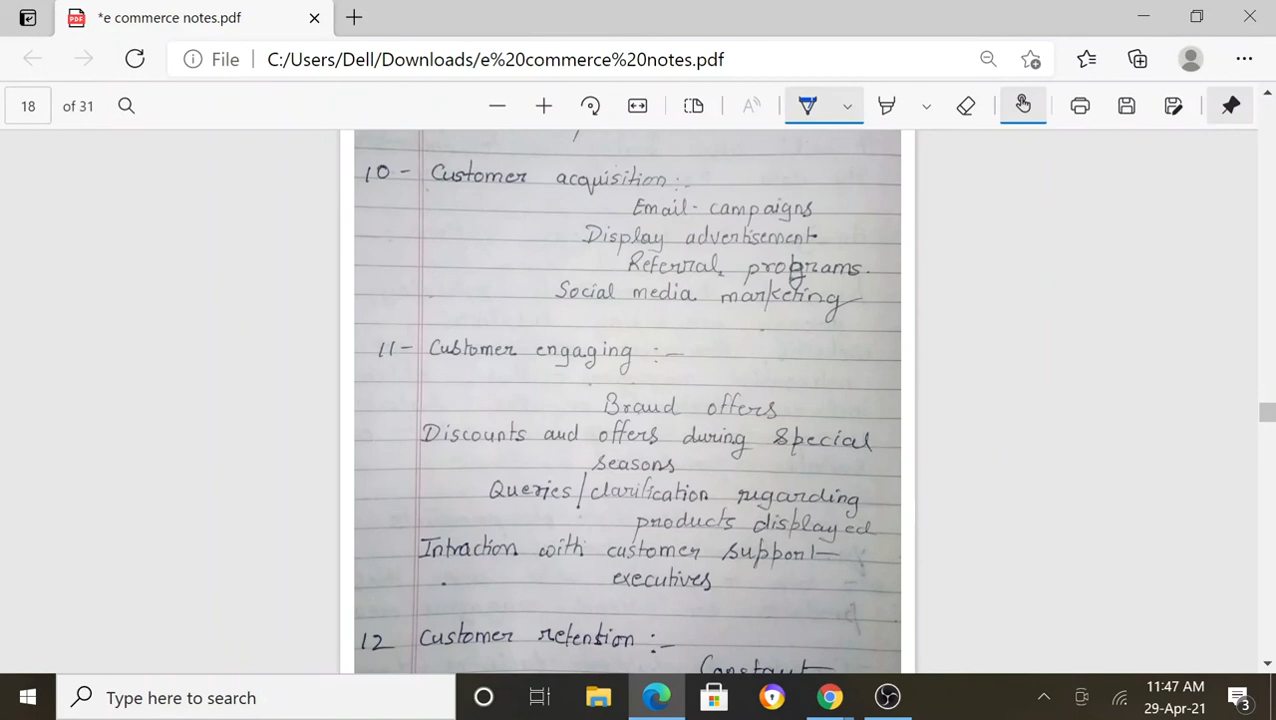 *e commerce notes.pdf
File C:/Users/Dell/Downloads/e%20commerce%20notes.pdf
18 of 31
10 - Customer acquisition :-
Email - campaigns
Display advertisement
Referral programs.
Social media marketing
11 - Customer engaging :-
Brand offers
Discounts and offers during special
seasons
Queries/clarification regarding
products displayed
Intraction with customer support
executives
12 Customer retention :-
Constant
Type here to search
11:47 AM
29-Apr-21
3